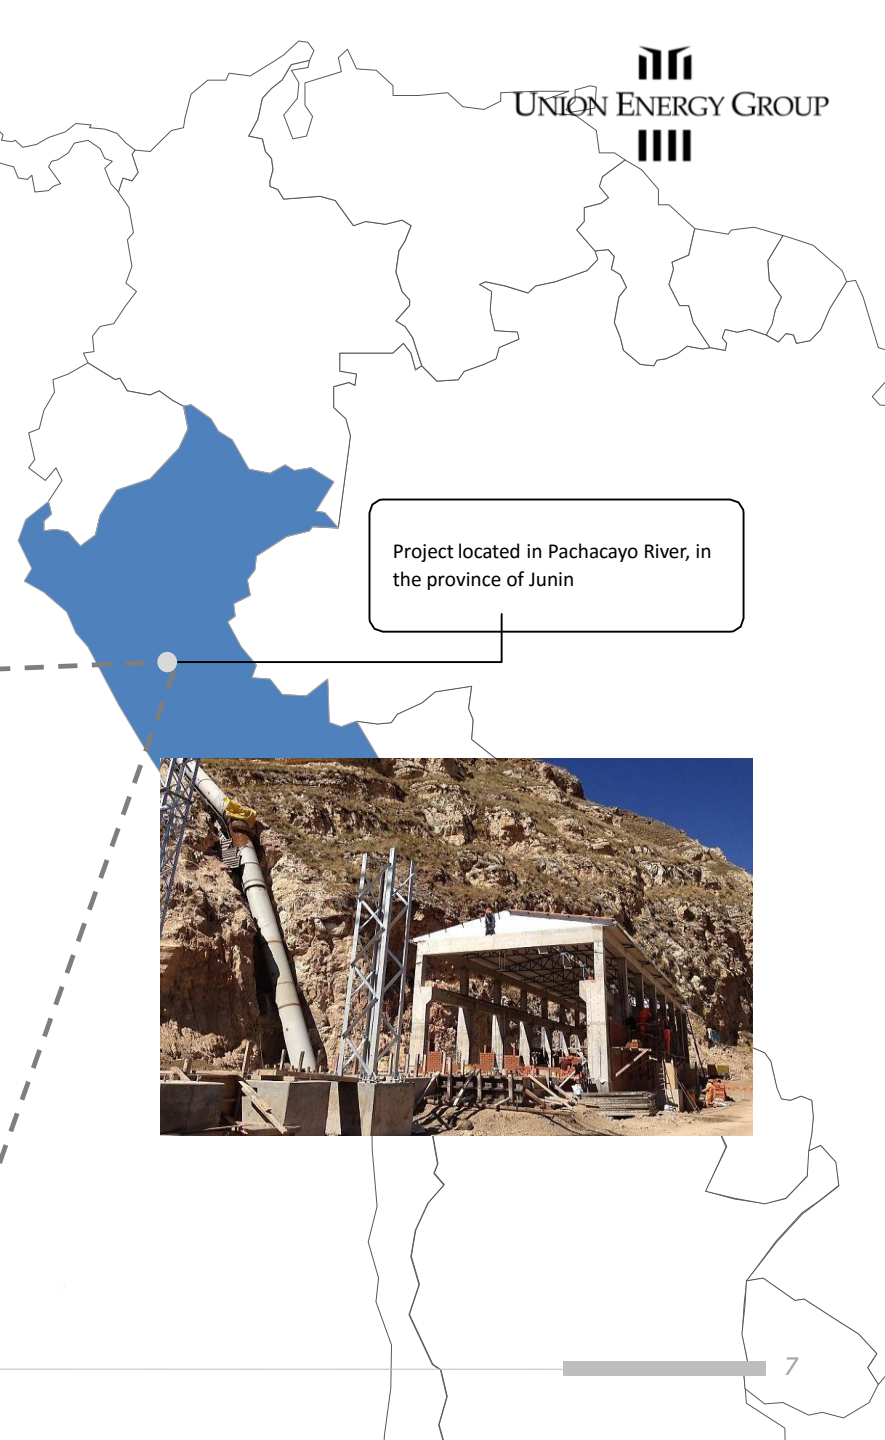 UNION ENERGY GROUP
Project located in Pachacayo River, in
the province of Junin
7